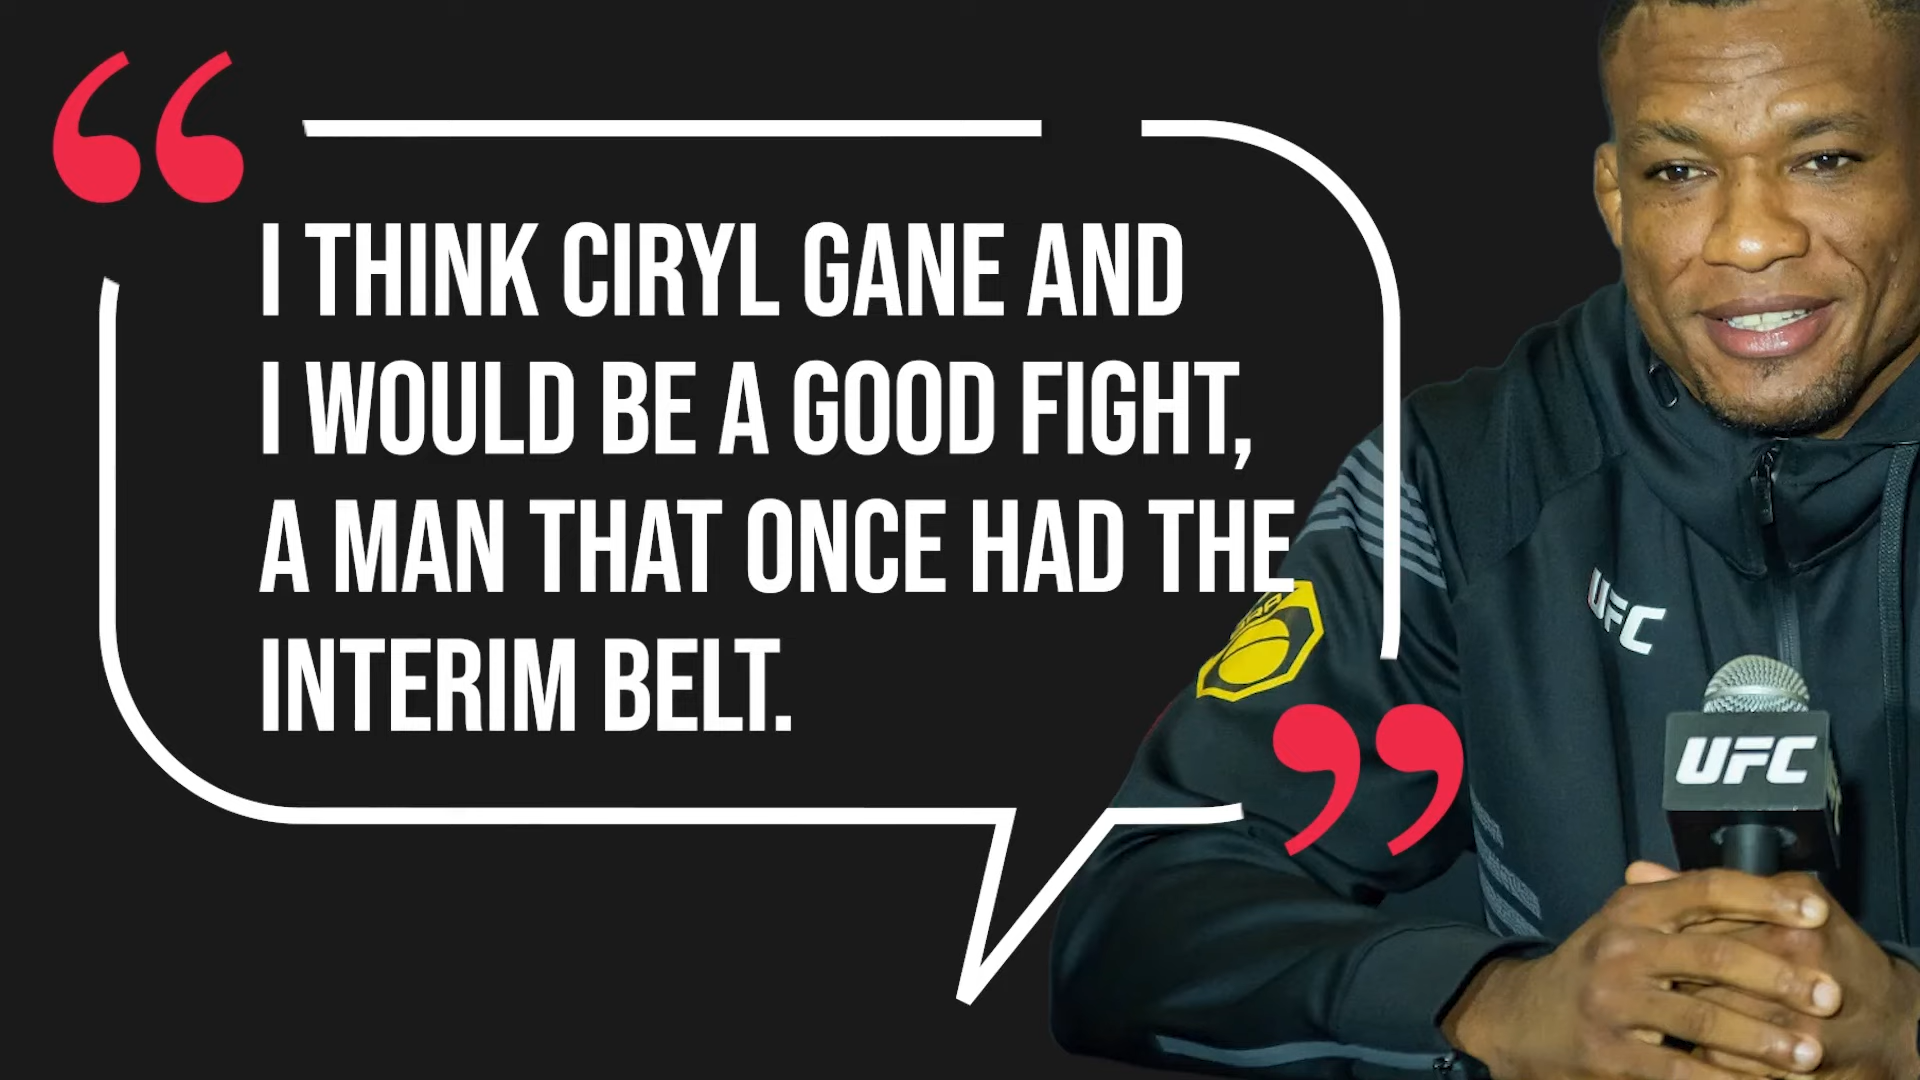 I THINK CIRYL GANE AND
I WOULD BE A GOOD FIGHT,
A MAN THAT ONCE HAD THE
INTERIM BELT.
UFC
UFC